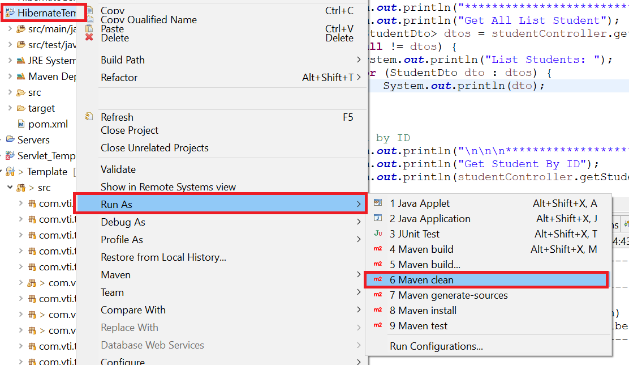 HibernateTem
src/main/ja
src/test/jav
JRE System
Maven Dep
src
target
pom.xml
Servers
Servlet_Temp
> Template [
> src
com.vti.
com.vti.t
com.vti.t
com.vti.t
com.vti.t
> com.v
> com.v
> com.v
> com.v
com.vti.t
Copy Ctrl+C
Copy Qualified Name
Paste Ctrl+V
Delete Delete
Build Path
Refactor Alt+Shift+T
Refresh F5
Close Project
Close Unrelated Projects
Validate
Show in Remote Systems view
Run As
Debug As
Profile As
Restore from Local History...
Maven
Team
Compare With
Replace With
Database Web Services
Configure
1 Java Applet Alt+Shift+X, A
2 Java Application Alt+Shift+X, J
3 JUnit Test Alt+Shift+X, T
4 Maven build Alt+Shift+X, M
5 Maven build...
6 Maven clean
7 Maven generate-sources
8 Maven install
9 Maven test
Run Configurations...
m.out.println("*********************
m.out.println("Get All List Student");
StudentDto> dtos = studentController.ge
ll != dtos) {
System.out.println("List Students: ");
or (StudentDto dto : dtos) {
System.out.println(dto);
by ID
m.out.println("\n\n\n*********************
m.out.println("Get Student By ID");
m.out.println(studentController.getStude